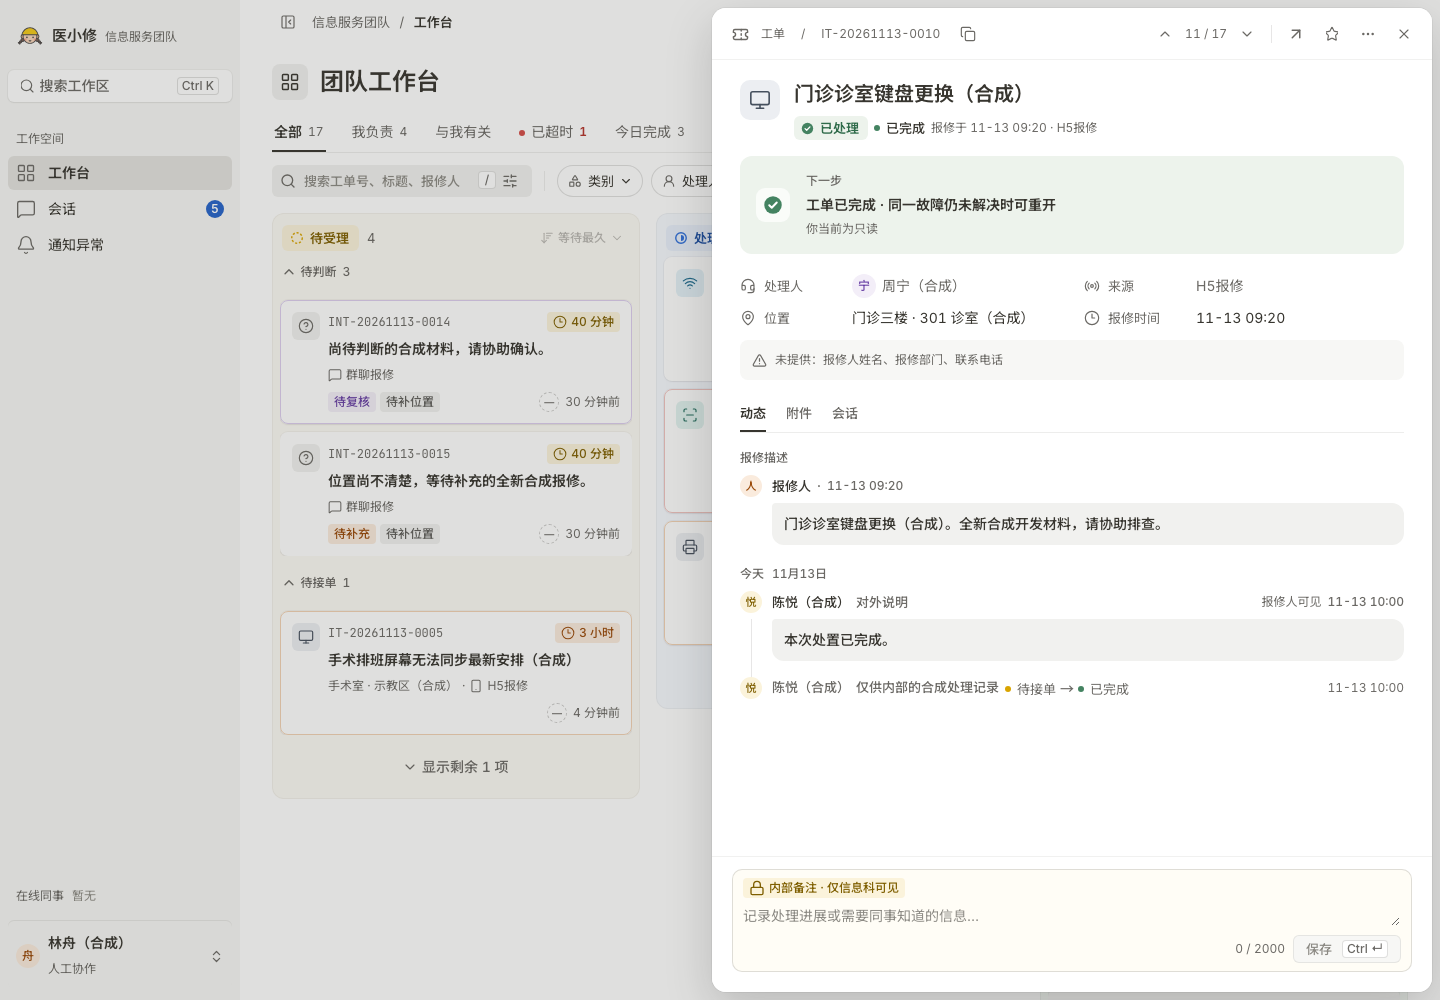 医小修 信息服务团队
搜索工作区 Ctrl K
工作空间
工作台
会话 5
通知异常
在线同事 暂无
舟 林舟（合成）
人工协作
信息服务团队 / 工作台
团队工作台
全部 17 我负责 4 与我有关 已超时 1 今日完成 3
搜索工单号、标题、报修人 / 类别 处理
待受理 4 等待最久
待判断 3
INT-20261113-0014 40 分钟
尚待判断的合成材料，请协助确认。
群聊报修
待复核 待补位置 30 分钟前
INT-20261113-0015 40 分钟
位置尚不清楚，等待补充的全新合成报修。
群聊报修
待补充 待补位置 30 分钟前
待接单 1
IT-20261113-0005 3 小时
手术排班屏幕无法同步最新安排（合成）
手术室 · 示教区（合成） · H5报修
4 分钟前
显示剩余 1 项
工单 / IT-20261113-0010 11 / 17
门诊诊室键盘更换（合成）
已处理 已完成 报修于 11-13 09:20 · H5报修
下一步
工单已完成 · 同一故障仍未解决时可重开
你当前为只读
处理人 宁 周宁（合成） 来源 H5报修
位置 门诊三楼 · 301 诊室（合成） 报修时间 11-13 09:20
未提供：报修人姓名、报修部门、联系电话
动态 附件 会话
报修描述
人 报修人 · 11-13 09:20
门诊诊室键盘更换（合成）。全新合成开发材料，请协助排查。
今天 11月13日
悦 陈悦（合成） 对外说明 报修人可见 11-13 10:00
本次处置已完成。
悦 陈悦（合成） 仅供内部的合成处理记录 待接单 → 已完成 11-13 10:00
内部备注 · 仅信息科可见
记录处理进展或需要同事知道的信息...
0 / 2000 保存 Ctrl ↵